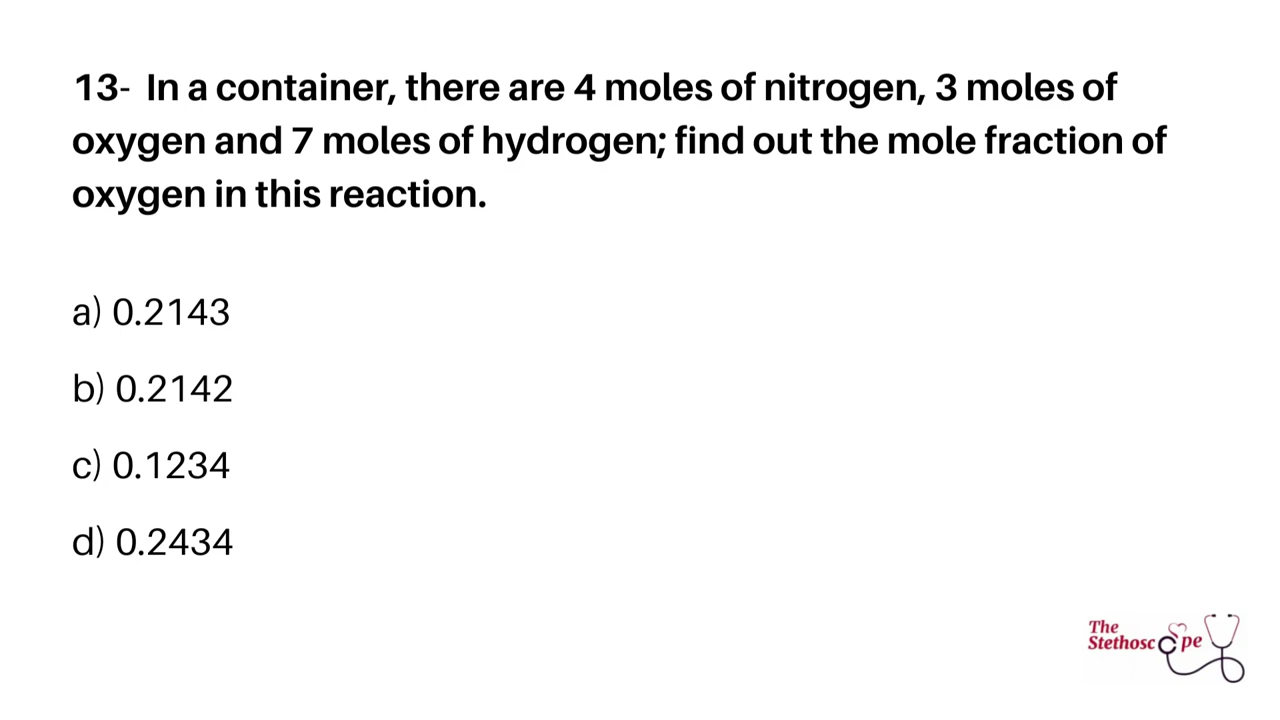 13- In a container, there are 4 moles of nitrogen, 3 moles of
oxygen and 7 moles of hydrogen; find out the mole fraction of
oxygen in this reaction.
a) 0.2143
b) 0.2142
c) 0.1234
d) 0.2434
The
Stethoscope